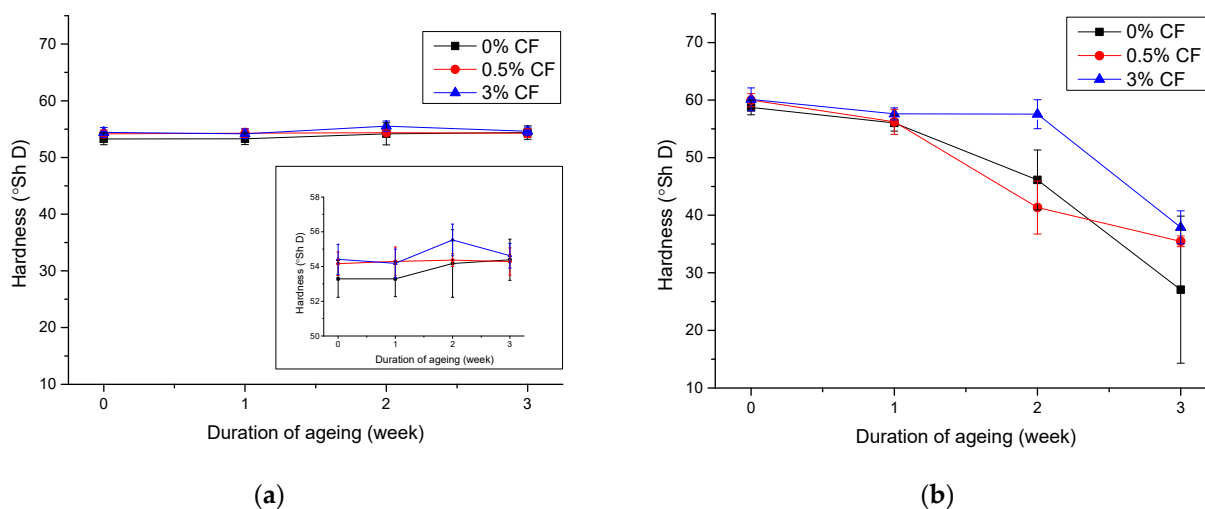 70
60
50
40
30
20
10
Hardness (°Sh D)
0% CF
0.5% CF
3% CF
58
56
54
52
50
Hardness (°Sh D)
0 1 2 3
Duration of ageing (week)
0 1 2 3
Duration of ageing (week)
(a)
70
60
50
40
30
20
10
Hardness (°Sh D)
0% CF
0.5% CF
3% CF
0 1 2 3
Duration of ageing (week)
(b)